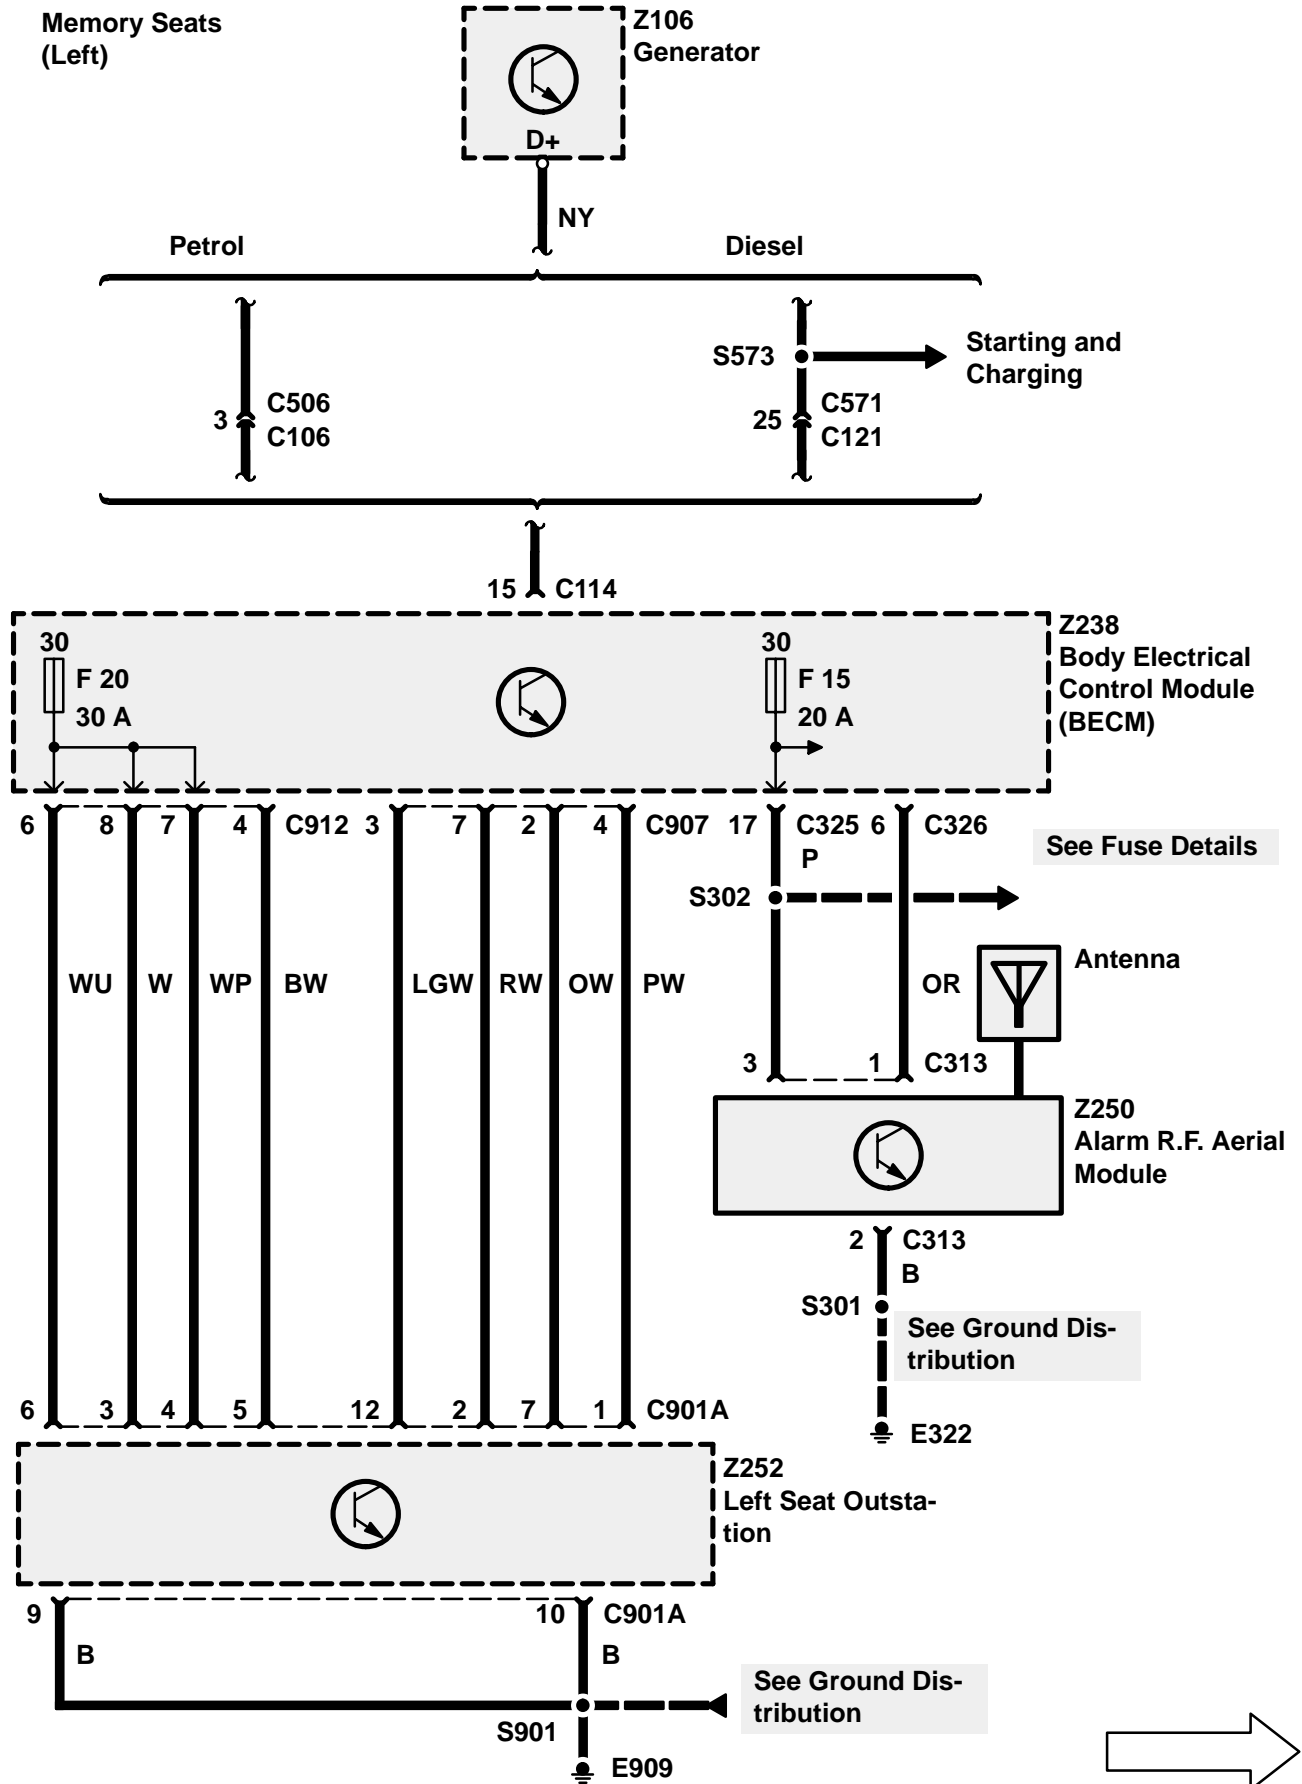 Memory Seats
(Left)
Z106
Generator
D+
NY
Petrol
Diesel
S573
Starting and
Charging
3
C506
C106
25
C571
C121
15
C114
Z238
Body Electrical
Control Module
(BECM)
30
F 20
30 A
30
F 15
20 A
6
8
7
4
C912
3
7
2
4
C907
17
C325
6
C326
P
See Fuse Details
S302
WU
W
WP
BW
LGW
RW
OW
PW
OR
Antenna
3
1
C313
Z250
Alarm R.F. Aerial
Module
2
C313
B
S301
See Ground Dis-
tribution
E322
6
3
4
5
12
2
7
1
C901A
Z252
Left Seat Outsta-
tion
9
10
C901A
B
B
See Ground Dis-
tribution
S901
E909